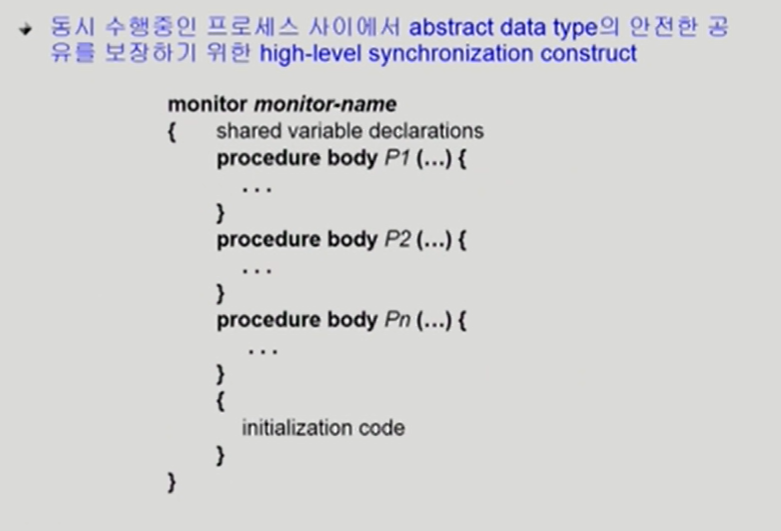 동시 수행중인 프로세스 사이에서 abstract data type의 안전한 공
유를 보장하기 위한 high-level synchronization construct
monitor monitor-name
{ shared variable declarations
procedure body P1 (...) {
...
}
procedure body P2 (...) {
...
}
procedure body Pn (...) {
...
}
{
initialization code
}
}